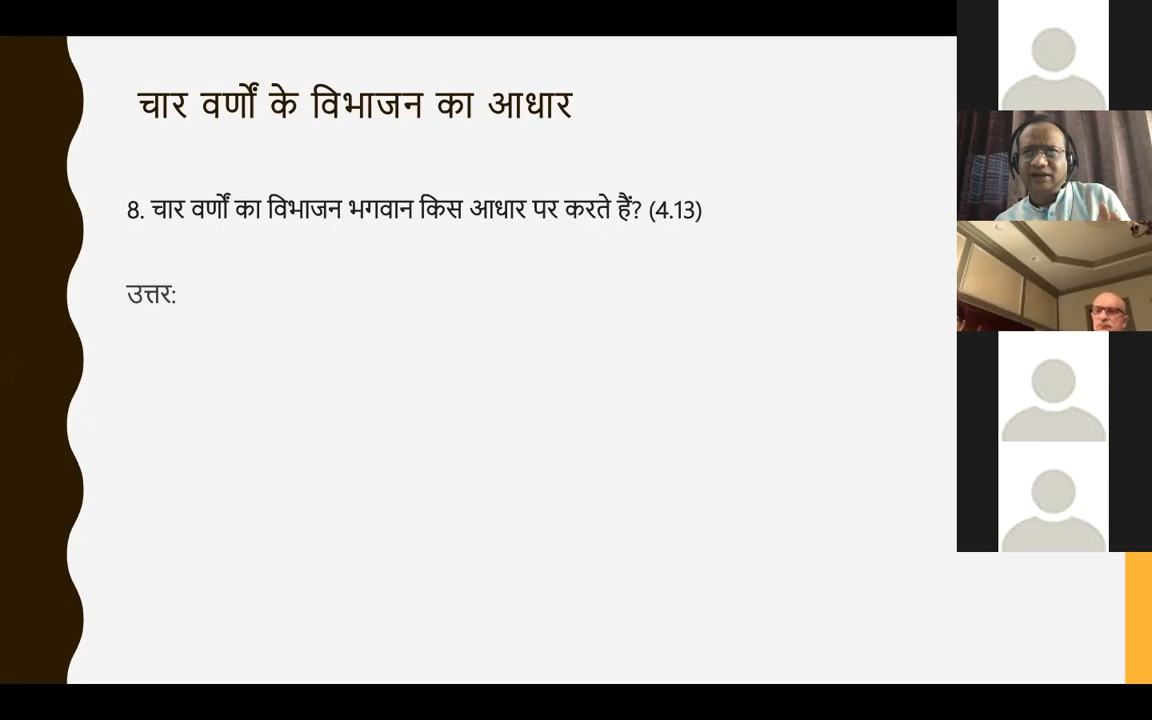 चार वर्णों के विभाजन का आधार
8. चार वर्णों का विभाजन भगवान किस आधार पर करते हैं? (4.13)
उत्तर: